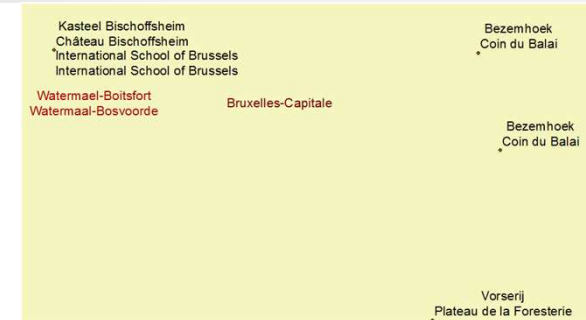 Kasteel Bischoffsheim
Château Bischoffsheim
International School of Brussels
International School of Brussels
Bezemhoek
Coin du Balai
Watermael-Boitsfort
Watermaal-Bosvoorde
Bruxelles-Capitale
Bezemhoek
Coin du Balai
Vorserij
Plateau de la Foresterie